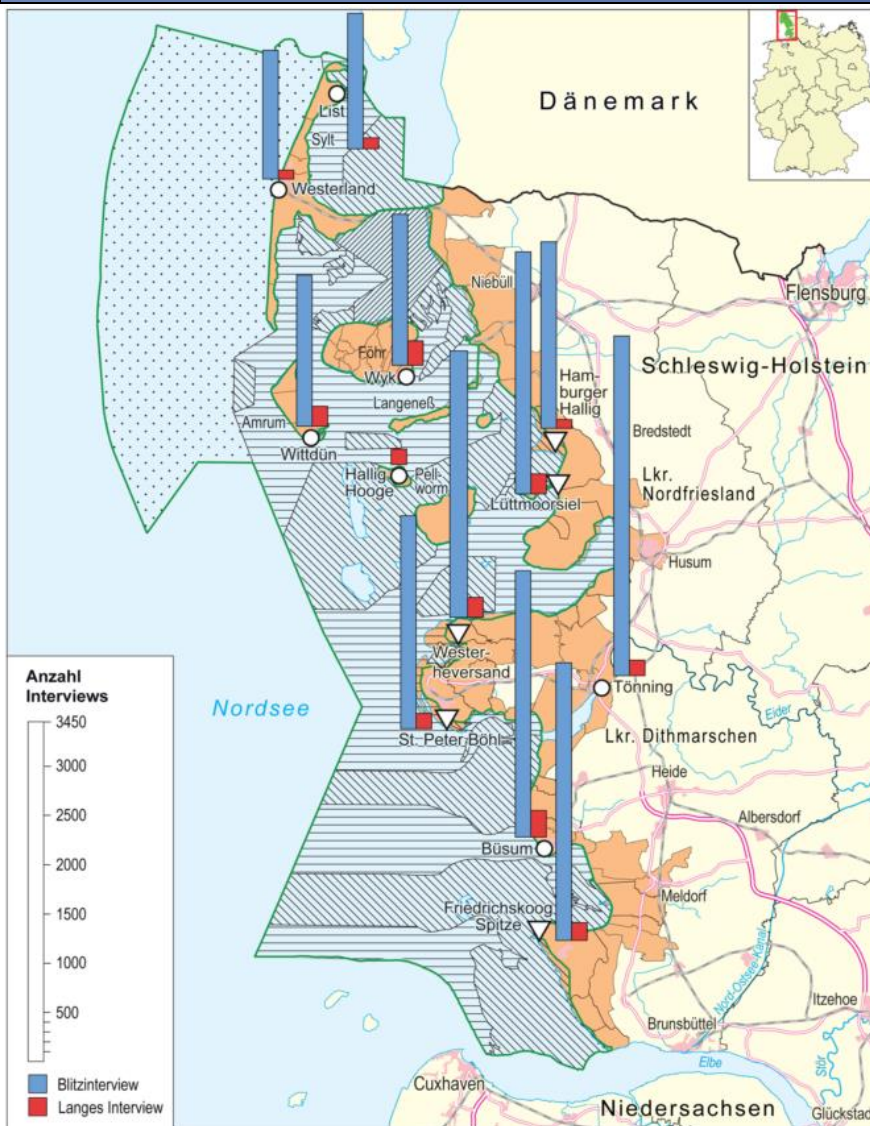 Dänemark
List
Sylt
Westerland
Niebüll
Flensburg
Föhr
Wyk
Schleswig-Holstein
Ham-
burger
Hallig
Langeneß
Amrum
Wittdün
Bredstedt
Hallig
Hooge
Pell-
worm
Lkr.
Nordfriesland
Lüttmoorsiel
Husum
Wester-
heversand
Tönning
Nordsee
St. Peter Böhl
Eider
Lkr. Dithmarschen
Heide
Albersdorf
Büsum
Meldorf
Friedrichskoog
Spitze
Nord-Ostsee-Kanal
Itzehoe
Brunsbüttel
Elbe
Stör
Cuxhaven
Niedersachsen
Glückstadt
Anzahl
Interviews
3450
3000
2500
2000
1500
1000
500
Blitzinterview
Langes Interview